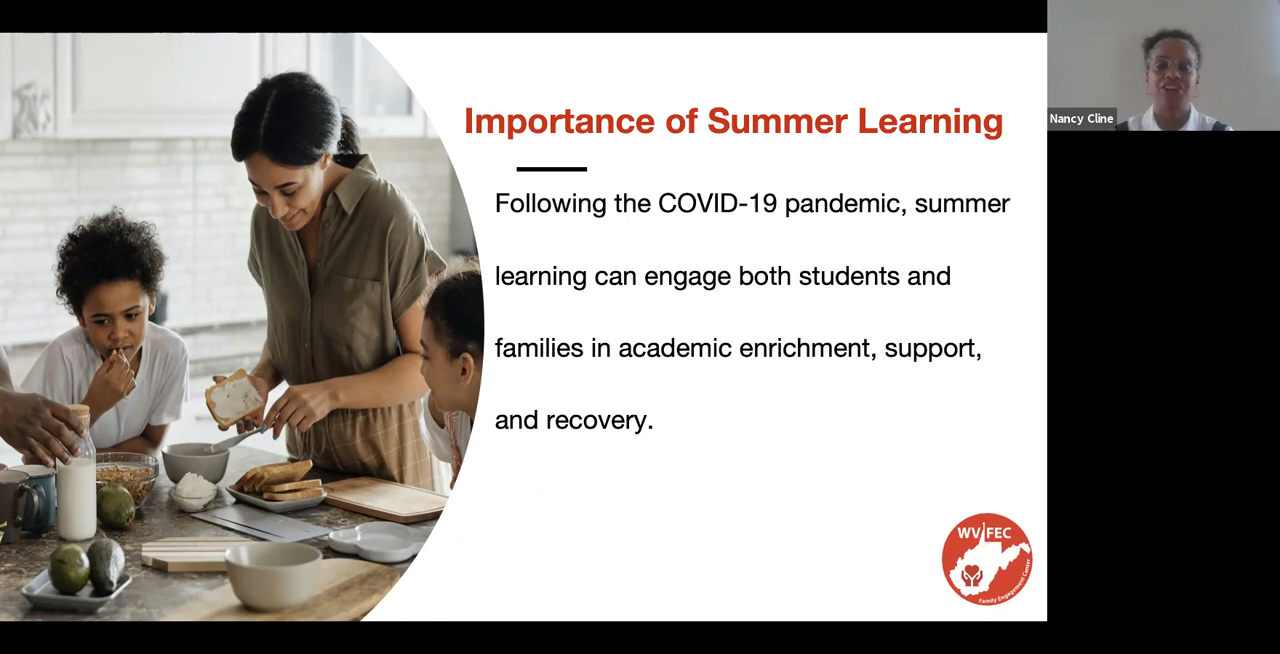 Importance of Summer Learning
Following the COVID-19 pandemic, summer
learning can engage both students and
families in academic enrichment, support,
and recovery.
Nancy Cline
WV FEC
Family Engagement Center